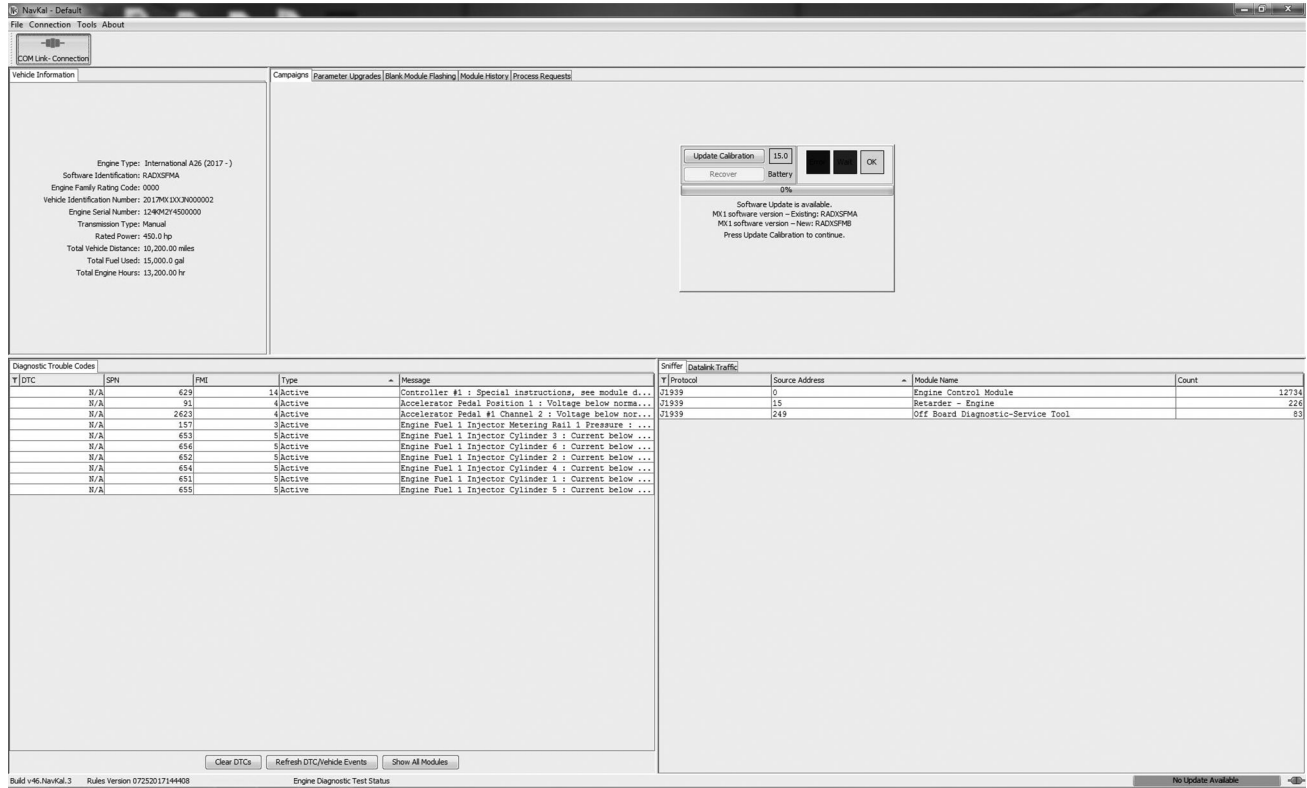 NavKal - Default
File Connection Tools About
COM Link- Connection
Vehicle Information
Engine Type: International A26 (2017 - )
Software Identification: RADXSFMA
Engine Family Rating Code: 0000
Vehicle Identification Number: 2017MX1XXJN000002
Engine Serial Number: 124KM2Y4500000
Transmission Type: Manual
Rated Power: 450.0 hp
Total Vehicle Distance: 10,200.00 miles
Total Fuel Used: 15,000.0 gal
Total Engine Hours: 13,200.00 hr
Campaigns Parameter Upgrades Blank Module Flashing Module History Process Requests
Update Calibration 15.0 Wait OK
Recover Battery
0%
Software Update is available.
MX1 software version – Existing: RADXSFMA
MX1 software version – New: RADXSFMB
Press Update Calibration to continue.
Diagnostic Trouble Codes
DTC SPN FMI Type Message
N/A 629 14 Active Controller #1 : Special instructions, see module d...
N/A 91 4 Active Accelerator Pedal Position 1 : Voltage below norma...
N/A 2623 4 Active Accelerator Pedal #1 Channel 2 : Voltage below nor...
N/A 157 3 Active Engine Fuel 1 Injector Metering Rail 1 Pressure : ...
N/A 653 5 Active Engine Fuel 1 Injector Cylinder 3 : Current below ...
N/A 656 5 Active Engine Fuel 1 Injector Cylinder 6 : Current below ...
N/A 652 5 Active Engine Fuel 1 Injector Cylinder 2 : Current below ...
N/A 654 5 Active Engine Fuel 1 Injector Cylinder 4 : Current below ...
N/A 651 5 Active Engine Fuel 1 Injector Cylinder 1 : Current below ...
N/A 655 5 Active Engine Fuel 1 Injector Cylinder 5 : Current below ...
Clear DTCs Refresh DTC/Vehicle Events Show All Modules
Sniffer Datalink Traffic
Protocol Source Address Module Name Count
J1939 0 Engine Control Module 12734
J1939 15 Retarder - Engine 226
J1939 249 Off Board Diagnostic-Service Tool 83
Build v46.NavKal.3 Rules Version 07252017144408 Engine Diagnostic Test Status No Update Available